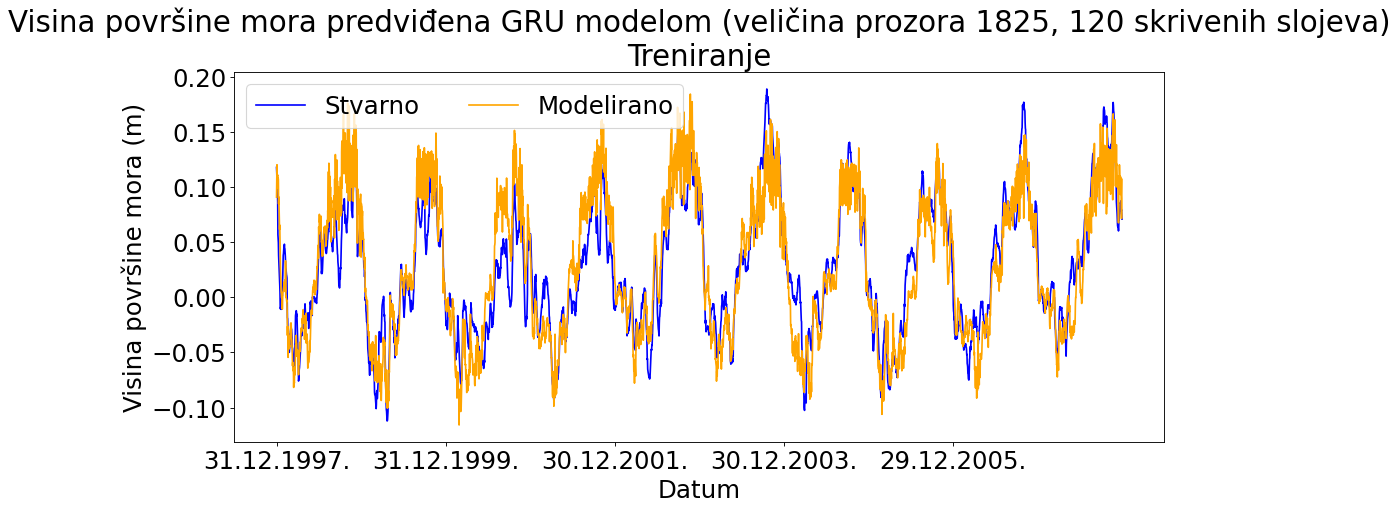 Visina površine mora predviđena GRU modelom (veličina prozora 1825, 120 skrivenih slojeva)
Treniranje
Stvarno Modelirano
Visina površine mora (m)
0.20
0.15
0.10
0.05
0.00
−0.05
−0.10
31.12.1997. 31.12.1999. 30.12.2001. 30.12.2003. 29.12.2005.
Datum